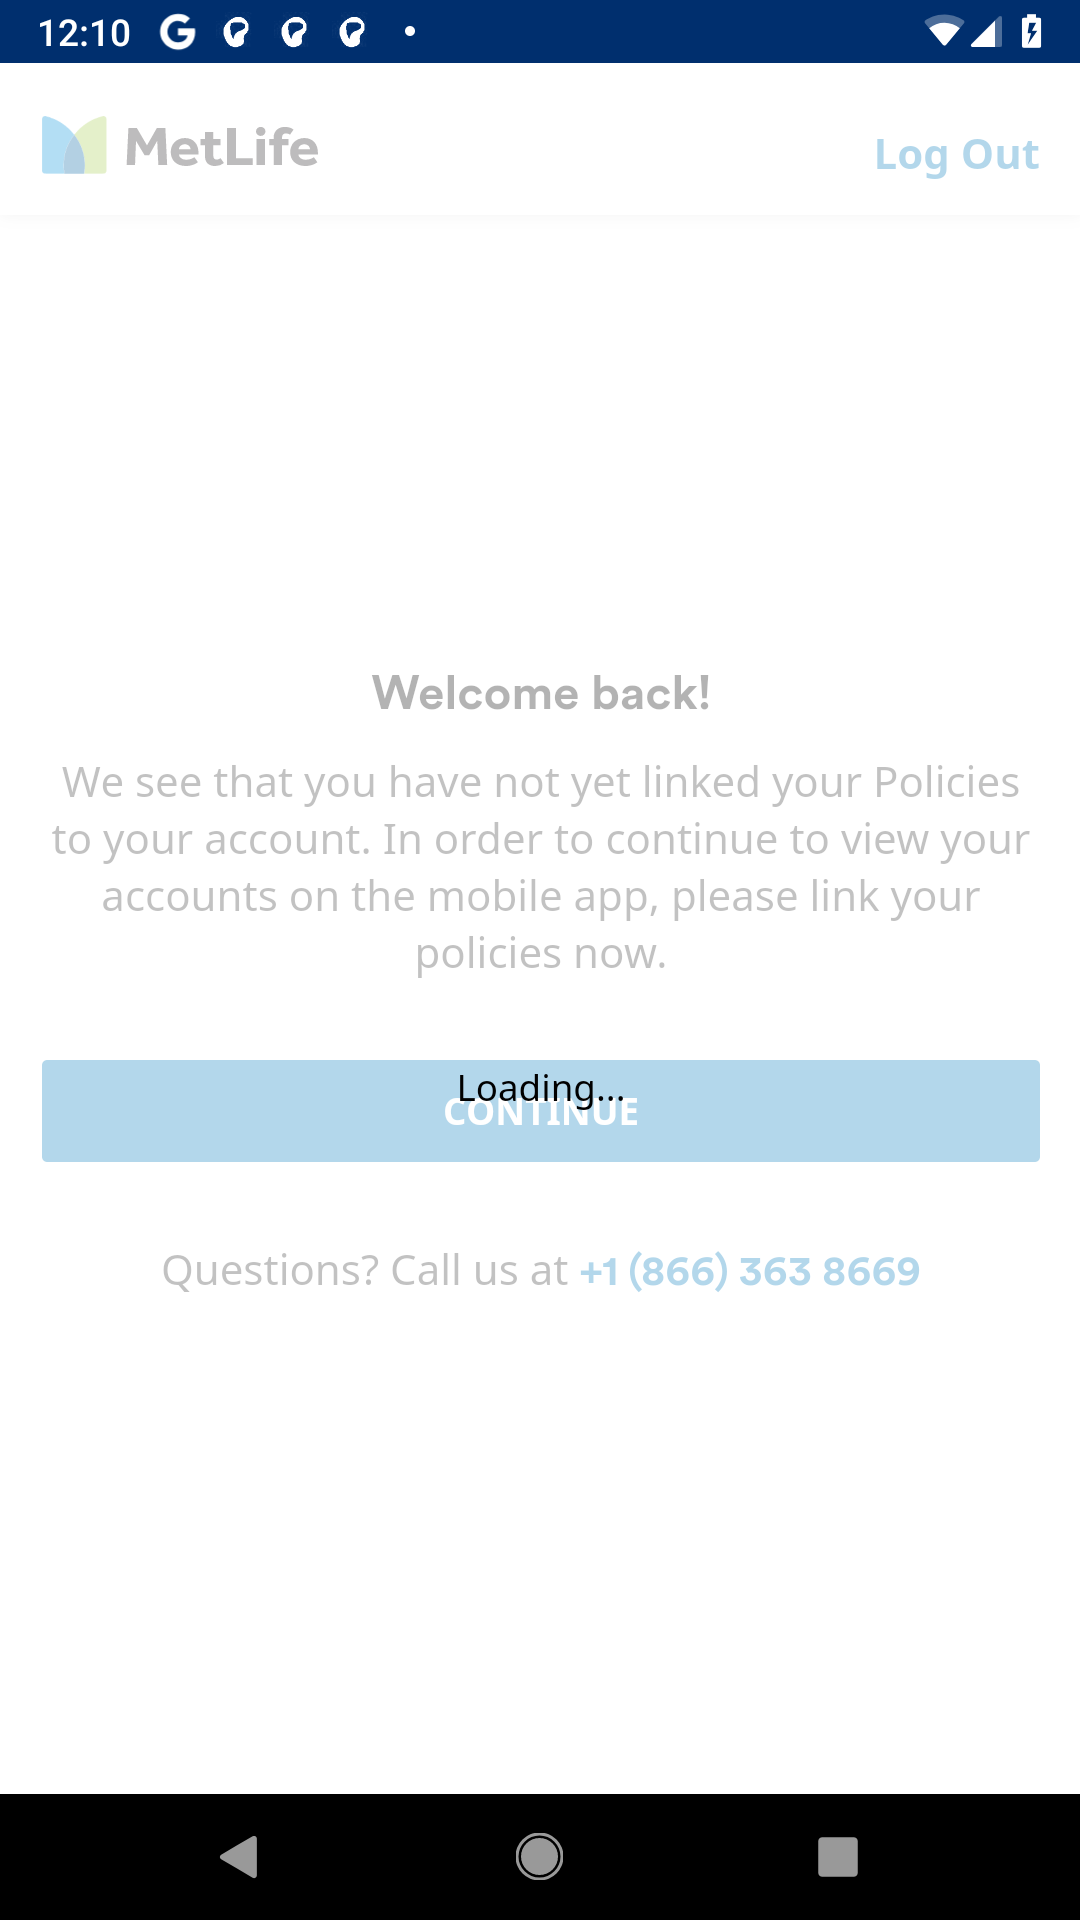 12:10
MetLife
Log Out
Welcome back!
We see that you have not yet linked your Policies
to your account. In order to continue to view your
accounts on the mobile app, please link your
policies now.
Loading...
CONTINUE
Questions? Call us at +1 (866) 363 8669